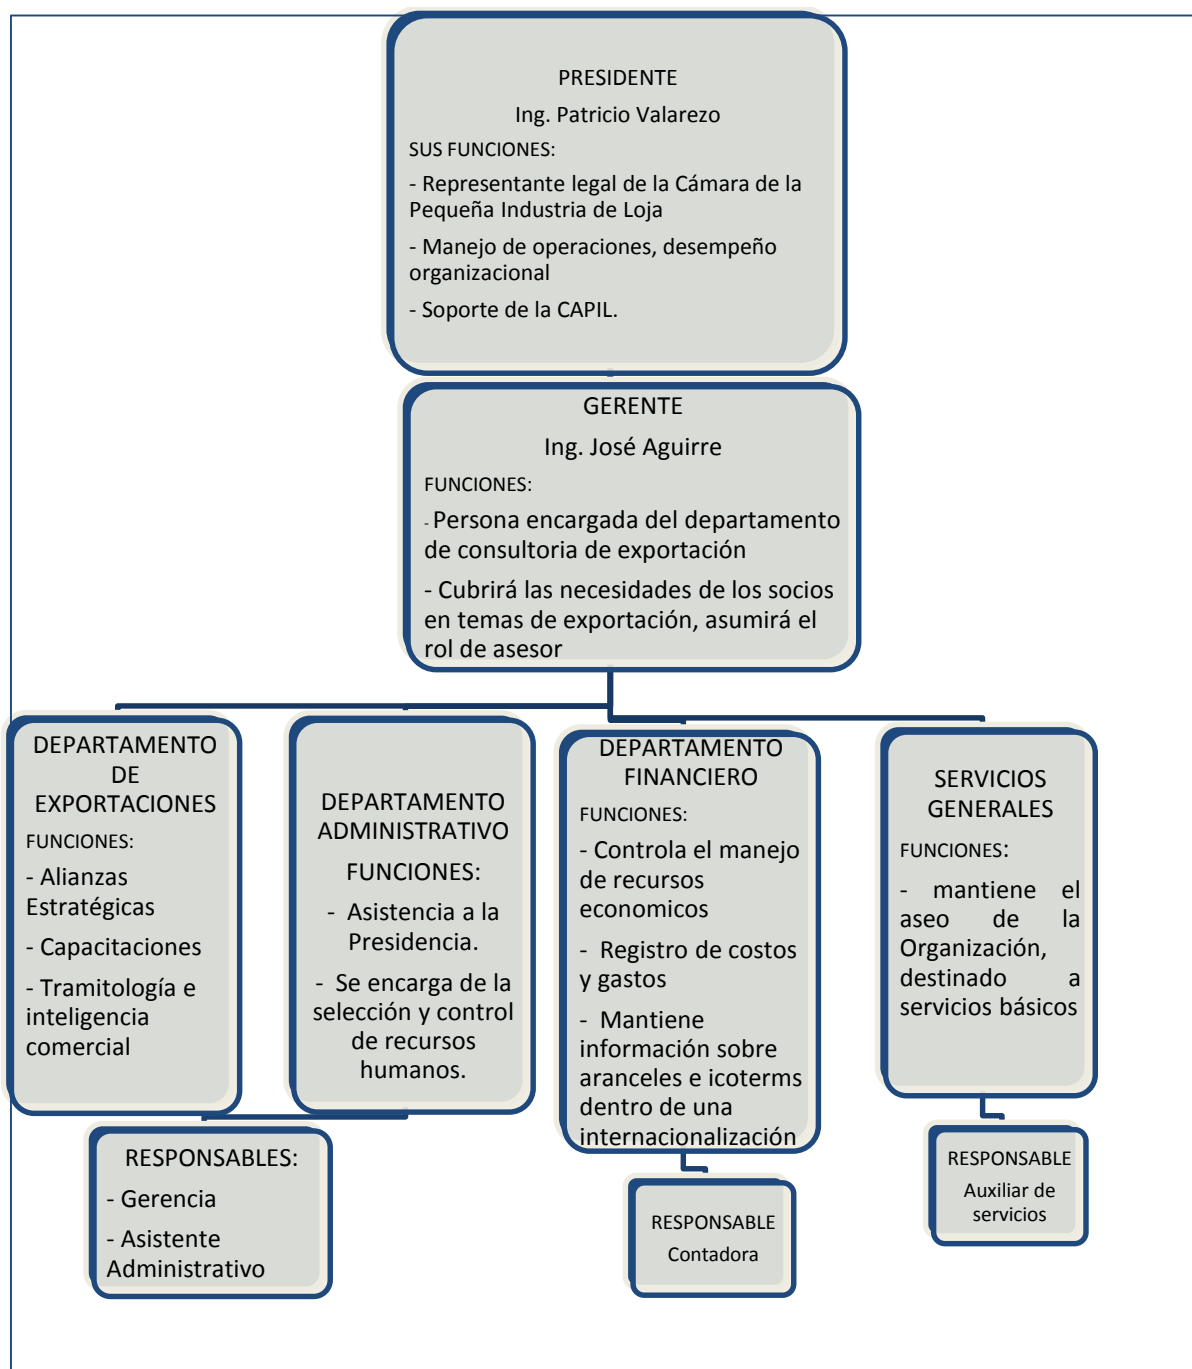 PRESIDENTE
Ing. Patricio Valarezo
SUS FUNCIONES:
- Representante legal de la Cámara de la
Pequeña Industria de Loja
- Manejo de operaciones, desempeño
organizacional
- Soporte de la CAPIL.
GERENTE
Ing. José Aguirre
FUNCIONES:
- Persona encargada del departamento
de consultoria de exportación
- Cubrirá las necesidades de los socios
en temas de exportación, asumirá el
rol de asesor
DEPARTAMENTO
DE
EXPORTACIONES
FUNCIONES:
- Alianzas
Estratégicas
- Capacitaciones
- Tramitología e
inteligencia
comercial
DEPARTAMENTO
ADMINISTRATIVO
FUNCIONES:
- Asistencia a la
Presidencia.
- Se encarga de la
selección y control
de recursos
humanos.
DEPARTAMENTO
FINANCIERO
FUNCIONES:
- Controla el manejo
de recursos
economicos
- Registro de costos
y gastos
- Mantiene
información sobre
aranceles e icoterms
dentro de una
internacionalización
SERVICIOS
GENERALES
FUNCIONES:
- mantiene el
aseo de la
Organización,
destinado a
servicios básicos
RESPONSABLES:
- Gerencia
- Asistente
Administrativo
RESPONSABLE
Contadora
RESPONSABLE
Auxiliar de
servicios